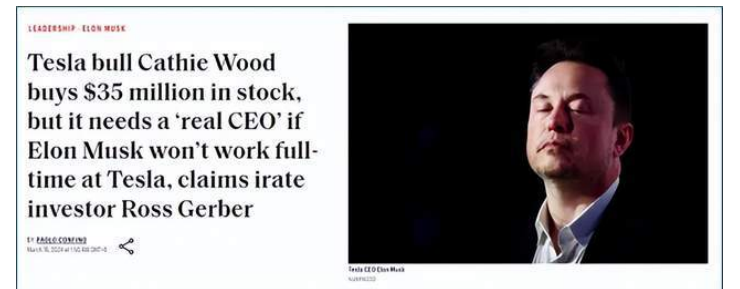 LEADERSHIP · ELON MUSK
Tesla bull Cathie Wood
buys $35 million in stock,
but it needs a ‘real CEO’ if
Elon Musk won’t work full-
time at Tesla, claims irate
investor Ross Gerber
BY PAOLO CONFINO
Tesla CEO Elon Musk